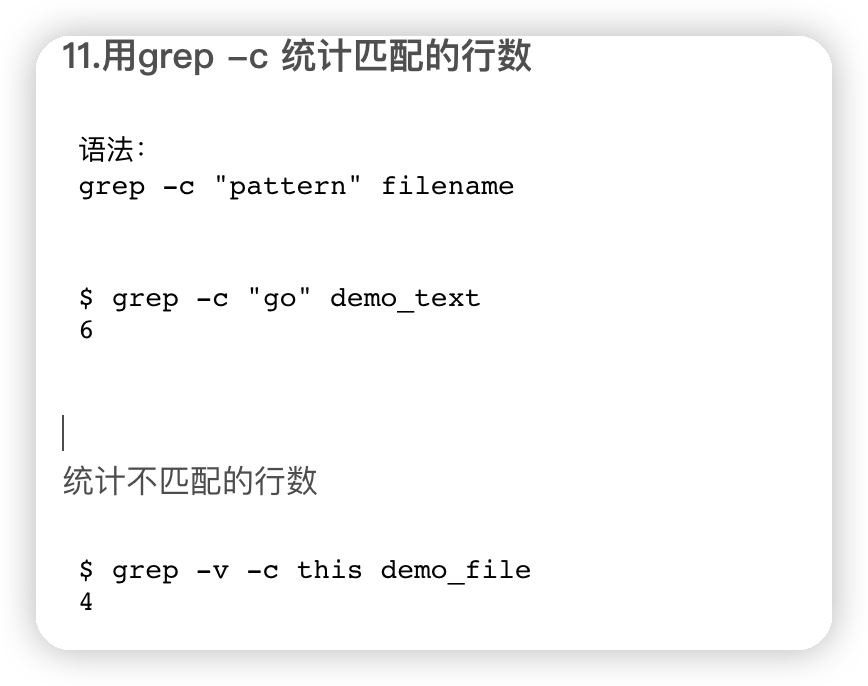 11.用grep –c 统计匹配的行数
语法：
grep -c "pattern" filename
$ grep -c "go" demo_text
6
统计不匹配的行数
$ grep -v -c this demo_file
4